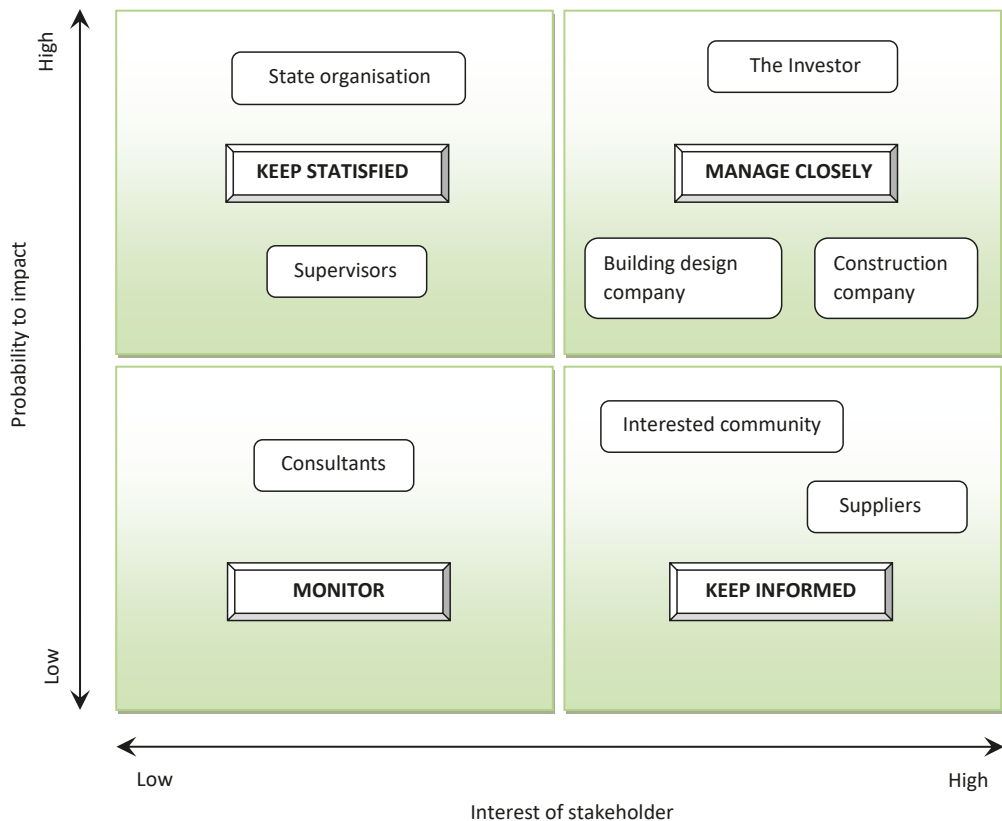 High
State organisation
The Investor
KEEP STATISFIED
MANAGE CLOSELY
Supervisors
Building design
company
Construction
company
Probability to impact
Interested community
Consultants
Suppliers
MONITOR
KEEP INFORMED
Low
Low
High
Interest of stakeholder